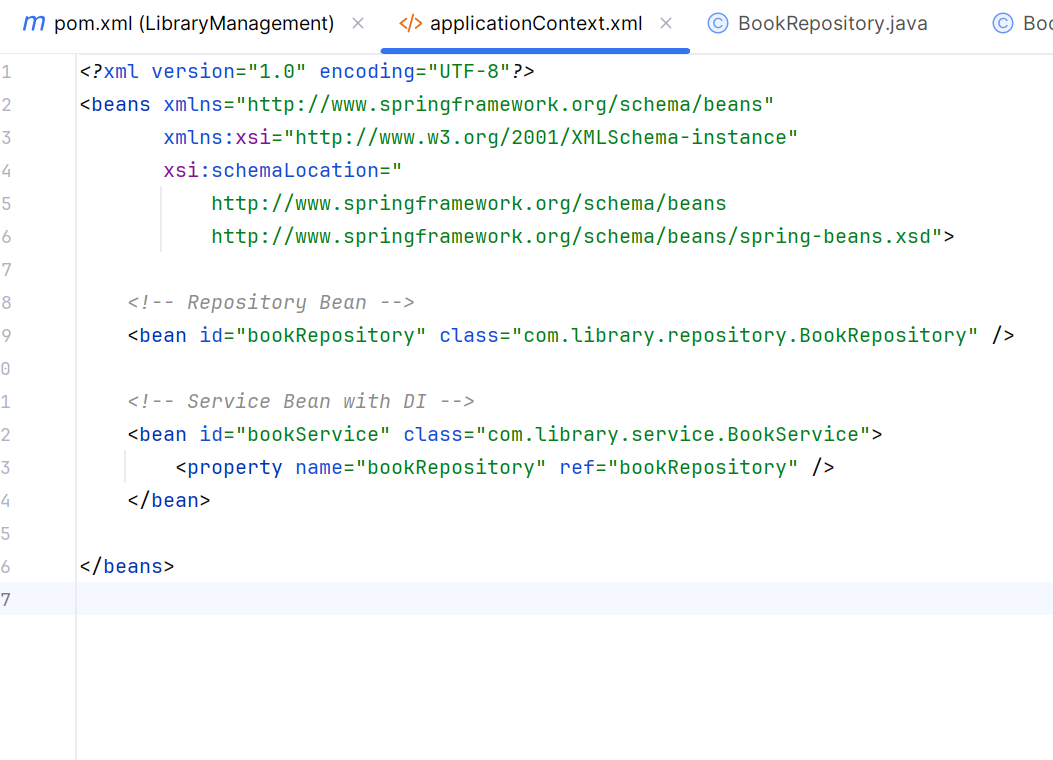 m pom.xml (LibraryManagement) × </> applicationContext.xml × © BookRepository.java © Boo
1 <?xml version="1.0" encoding="UTF-8"?>
2 <beans xmlns="http://www.springframework.org/schema/beans"
3 xmlns:xsi="http://www.w3.org/2001/XMLSchema-instance"
4 xsi:schemaLocation="
5 http://www.springframework.org/schema/beans
6 http://www.springframework.org/schema/beans/spring-beans.xsd">
7
8 <!-- Repository Bean -->
9 <bean id="bookRepository" class="com.library.repository.BookRepository" />
0
1 <!-- Service Bean with DI -->
2 <bean id="bookService" class="com.library.service.BookService">
3 <property name="bookRepository" ref="bookRepository" />
4 </bean>
5
6 </beans>
7